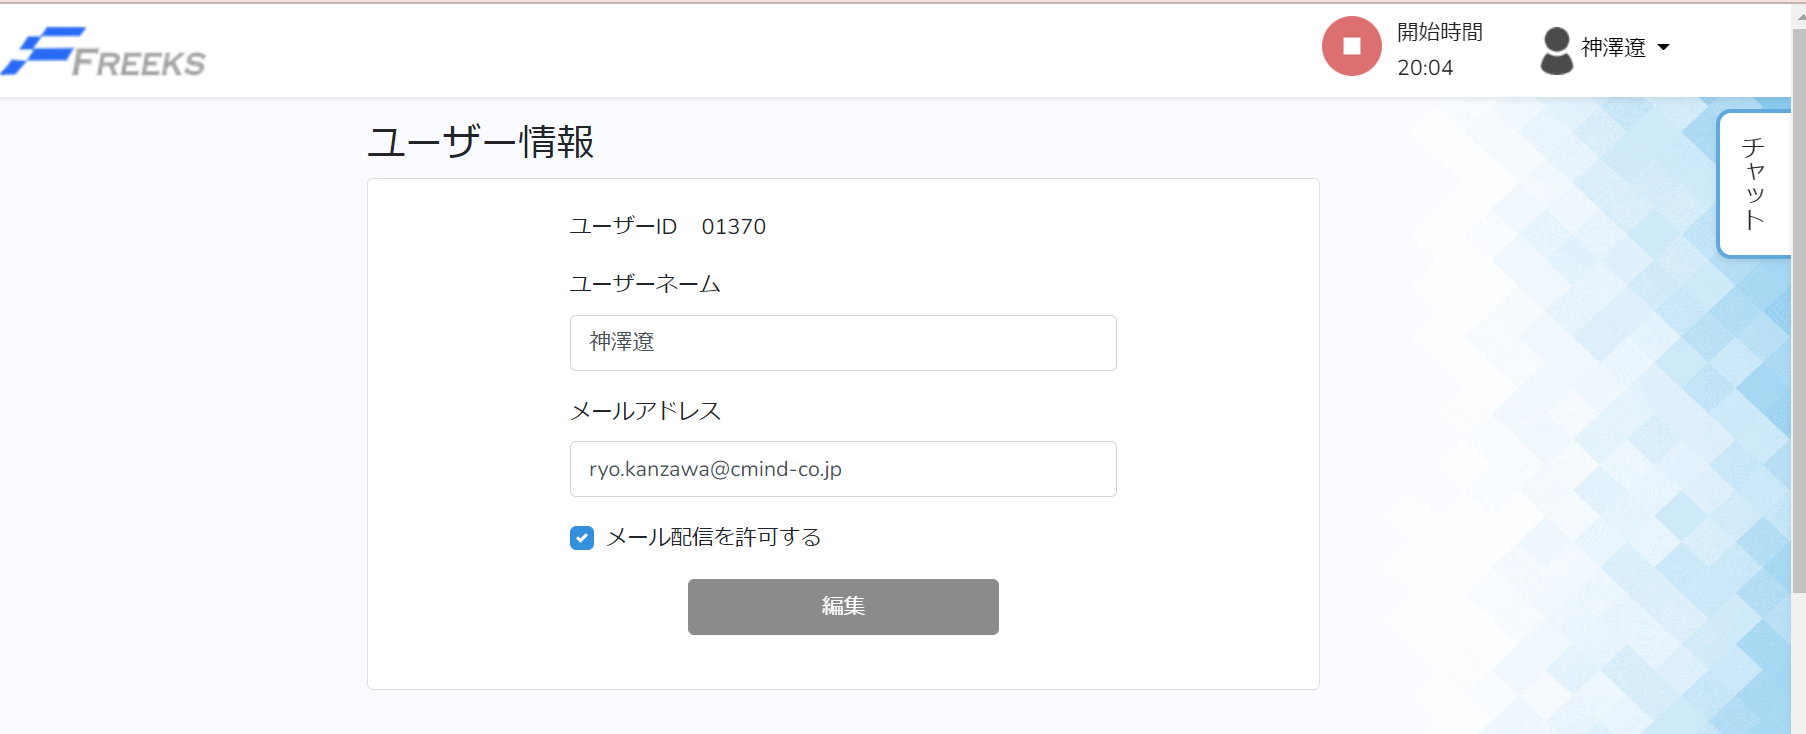 FREEKS
開始時間
20:04
神澤遼
チャット
ユーザー情報
ユーザーID 01370
ユーザーネーム
神澤遼
メールアドレス
ryo.kanzawa@cmind-co.jp
メール配信を許可する
編集